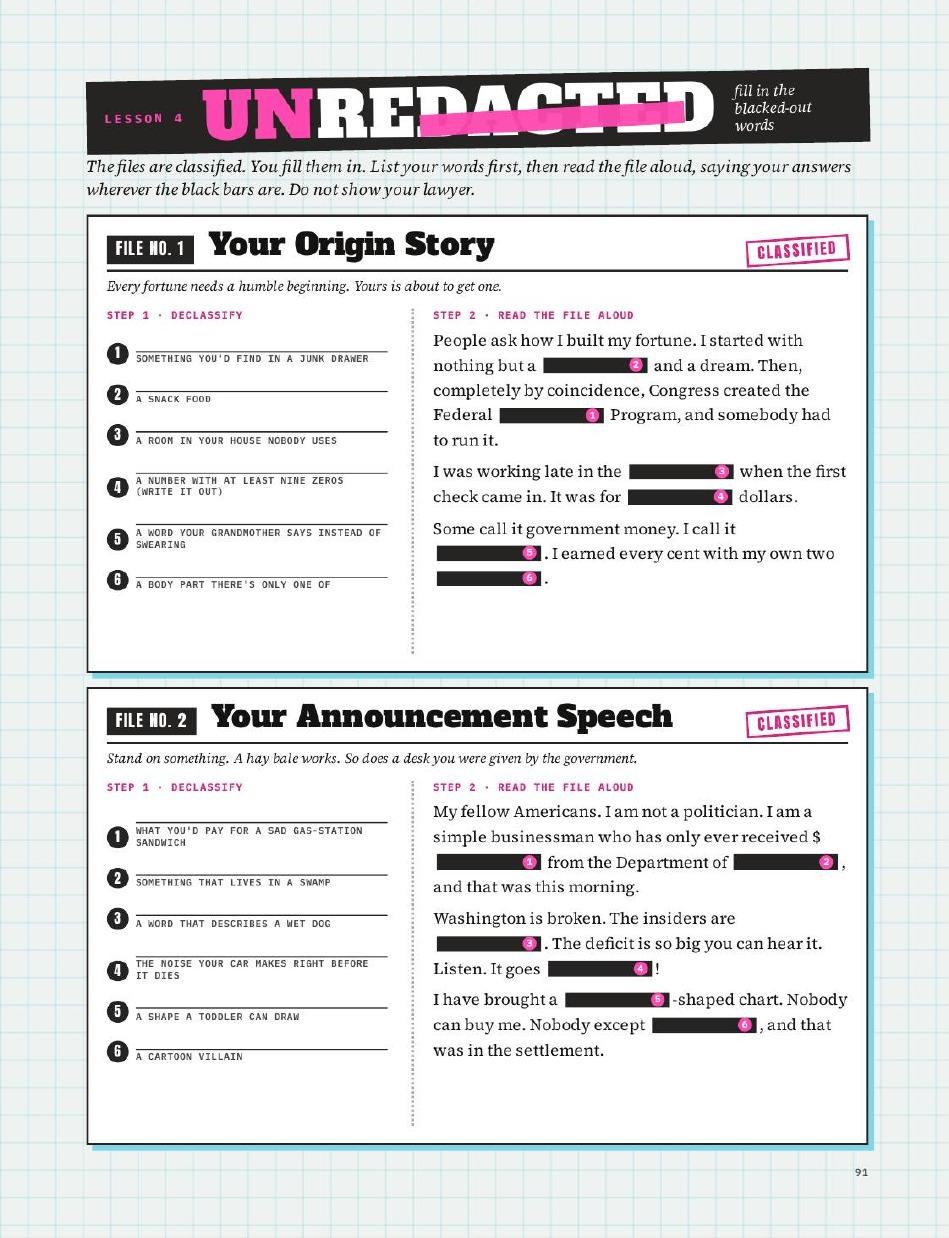 LESSON 4
UNREDACTED
fill in the
blacked-out
words
The files are classified. You fill them in. List your words first, then read the file aloud, saying your answers
wherever the black bars are. Do not show your lawyer.
FILE NO. 1
Your Origin Story
CLASSIFIED
Every fortune needs a humble beginning. Yours is about to get one.
STEP 1 · DECLASSIFY
1
SOMETHING YOU'D FIND IN A JUNK DRAWER
2
A SNACK FOOD
3
A ROOM IN YOUR HOUSE NOBODY USES
4
A NUMBER WITH AT LEAST NINE ZEROS
(WRITE IT OUT)
5
A WORD YOUR GRANDMOTHER SAYS INSTEAD OF
SWEARING
6
A BODY PART THERE'S ONLY ONE OF
STEP 2 · READ THE FILE ALOUD
People ask how I built my fortune. I started with
nothing but a 2 and a dream. Then,
completely by coincidence, Congress created the
Federal 1 Program, and somebody had
to run it.
I was working late in the 3 when the first
check came in. It was for 4 dollars.
Some call it government money. I call it
5 . I earned every cent with my own two
6 .
FILE NO. 2
Your Announcement Speech
CLASSIFIED
Stand on something. A hay bale works. So does a desk you were given by the government.
STEP 1 · DECLASSIFY
1
WHAT YOU'D PAY FOR A SAD GAS-STATION
SANDWICH
2
SOMETHING THAT LIVES IN A SWAMP
3
A WORD THAT DESCRIBES A WET DOG
4
THE NOISE YOUR CAR MAKES RIGHT BEFORE
IT DIES
5
A SHAPE A TODDLER CAN DRAW
6
A CARTOON VILLAIN
STEP 2 · READ THE FILE ALOUD
My fellow Americans. I am not a politician. I am a
simple businessman who has only ever received $
1 from the Department of 2 ,
and that was this morning.
Washington is broken. The insiders are
3 . The deficit is so big you can hear it.
Listen. It goes 4 !
I have brought a 5 -shaped chart. Nobody
can buy me. Nobody except 6 , and that
was in the settlement.
91